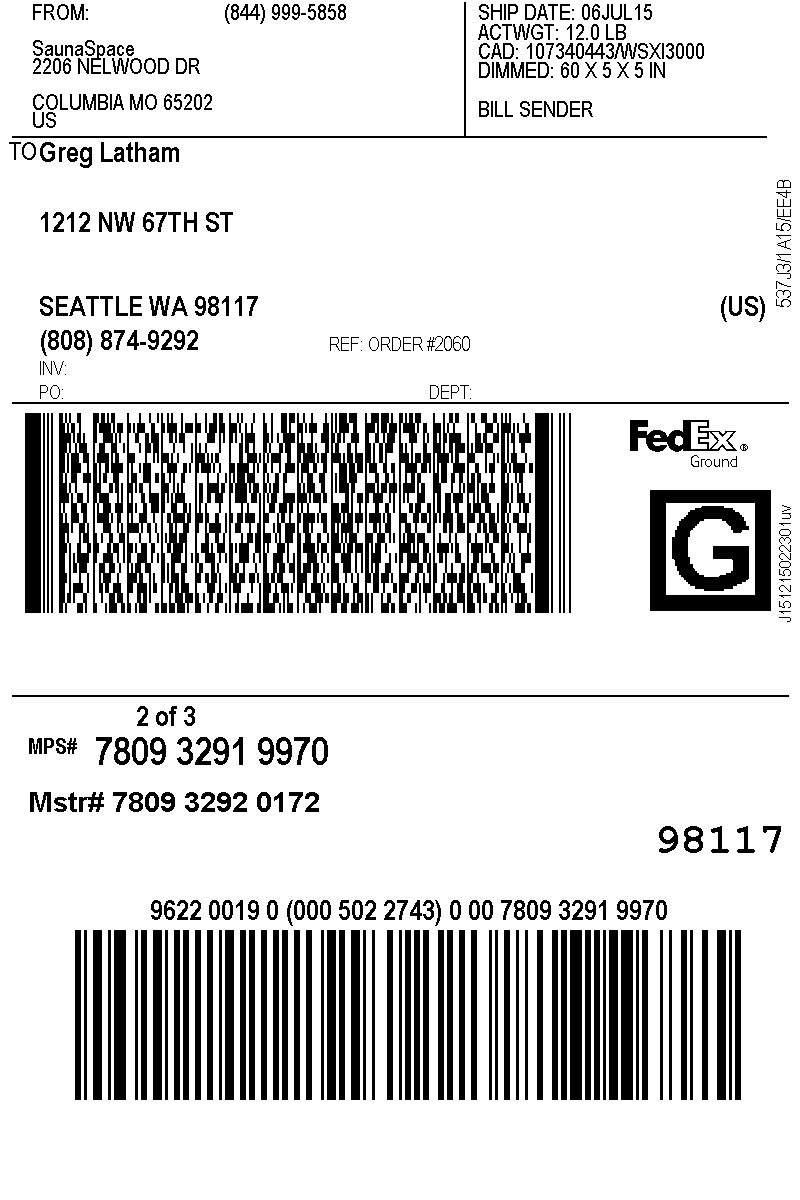 FROM: (844) 999-5858
SaunaSpace
2206 NELWOOD DR
COLUMBIA MO 65202
US
SHIP DATE: 06JUL15
ACTWGT: 12.0 LB
CAD: 107340443/WSXI3000
DIMMED: 60 X 5 X 5 IN
BILL SENDER
TO Greg Latham
1212 NW 67TH ST
SEATTLE WA 98117 (US)
(808) 874-9292 REF: ORDER #2060
INV:
PO: DEPT:
537J3/1A15/EE4B
FedEx®
Ground
G
J151215022301uv
2 of 3
MPS# 7809 3291 9970
Mstr# 7809 3292 0172
98117
9622 0019 0 (000 502 2743) 0 00 7809 3291 9970